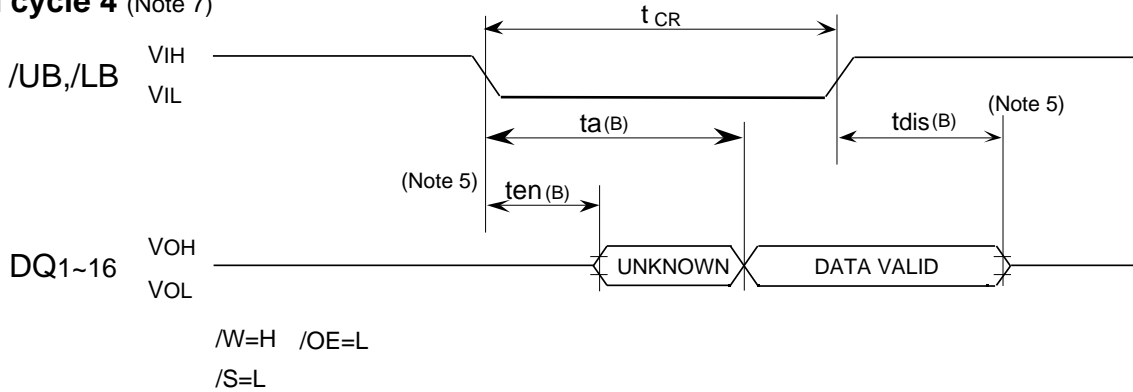 cycle 4 (Note 7)
t CR
/UB,/LB
VIH
VIL
ta(B)
tdis(B)
(Note 5)
(Note 5)
ten(B)
DQ1~16
VOH
VOL
UNKNOWN
DATA VALID
/W=H /OE=L
/S=L